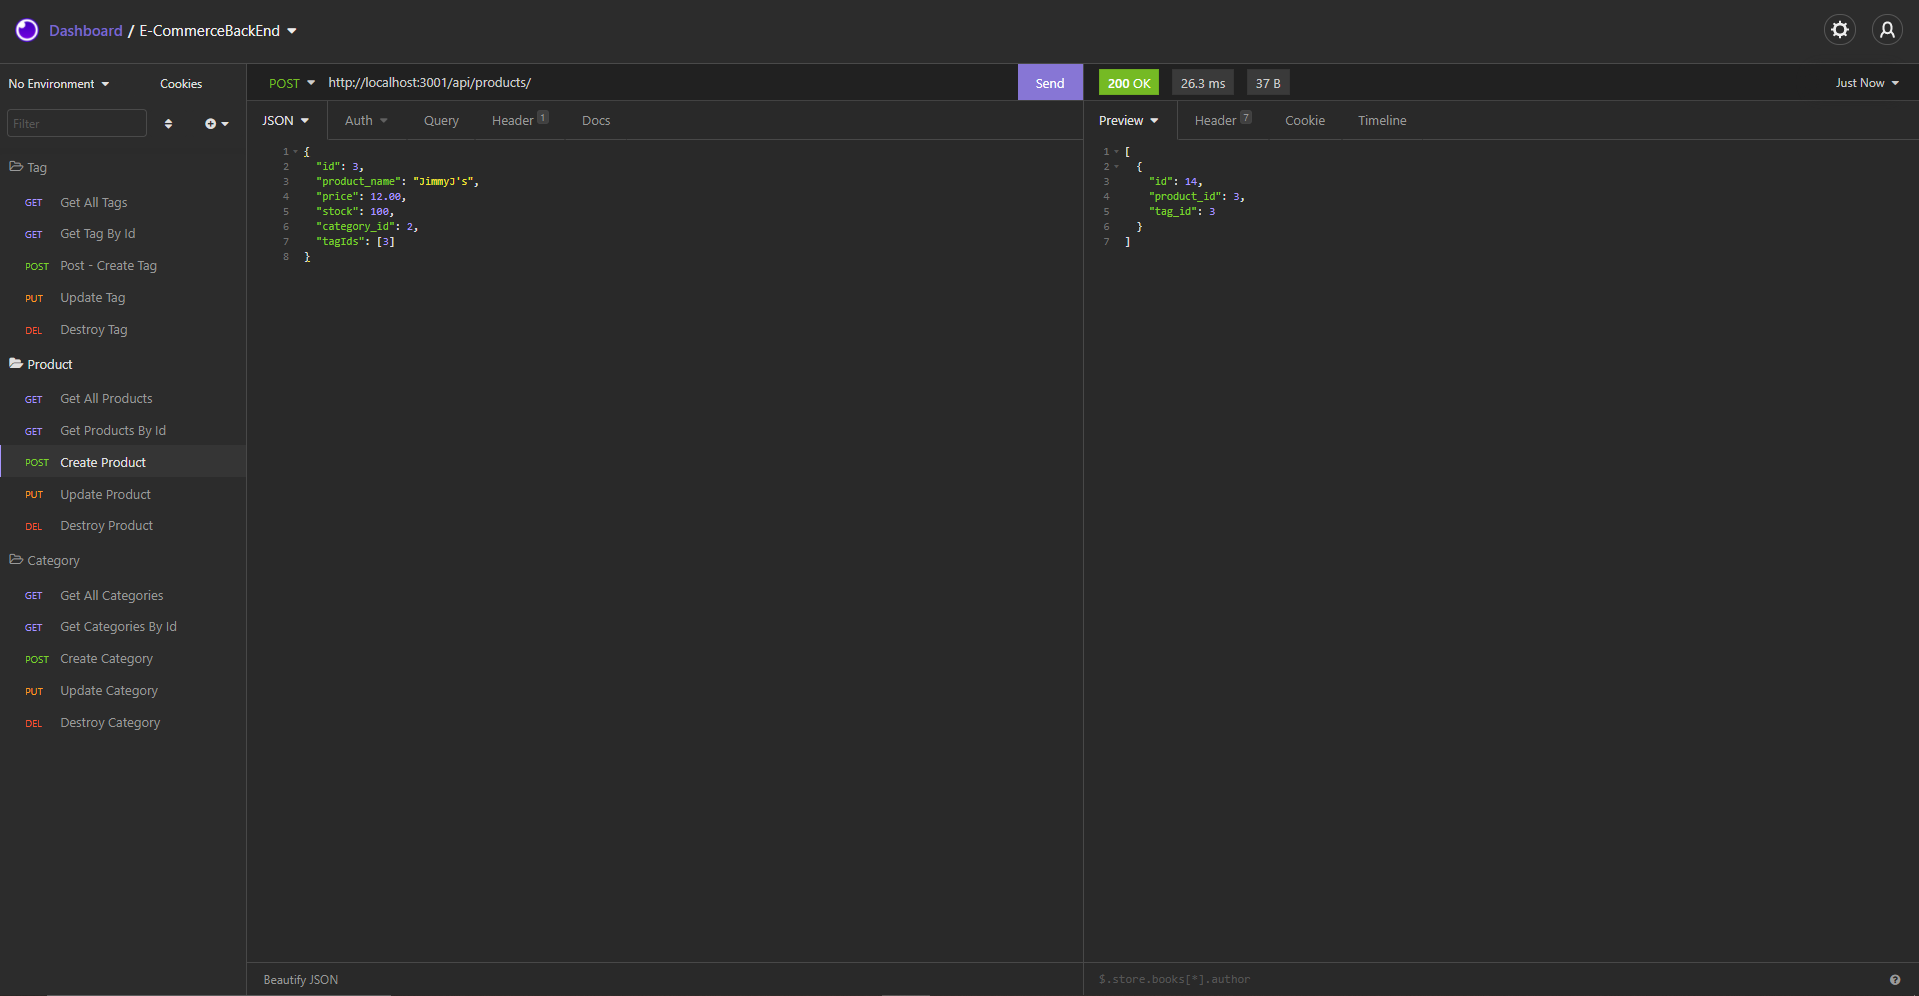 Dashboard / E-CommerceBackEnd
No Environment
Cookies
Filter
Tag
GET Get All Tags
GET Get Tag By Id
POST Post - Create Tag
PUT Update Tag
DEL Destroy Tag
Product
GET Get All Products
GET Get Products By Id
POST Create Product
PUT Update Product
DEL Destroy Product
Category
GET Get All Categories
GET Get Categories By Id
POST Create Category
PUT Update Category
DEL Destroy Category
POST http://localhost:3001/api/products/ Send
JSON Auth Query Header 1 Docs
1 {
2 "id": 3,
3 "product_name": "JimmyJ's",
4 "price": 12.00,
5 "stock": 100,
6 "category_id": 2,
7 "tagIds": [3]
8 }
Beautify JSON
200 OK 26.3 ms 37 B Just Now
Preview Header 7 Cookie Timeline
1 [
2 {
3 "id": 14,
4 "product_id": 3,
5 "tag_id": 3
6 }
7 ]
$.store.books[*].author